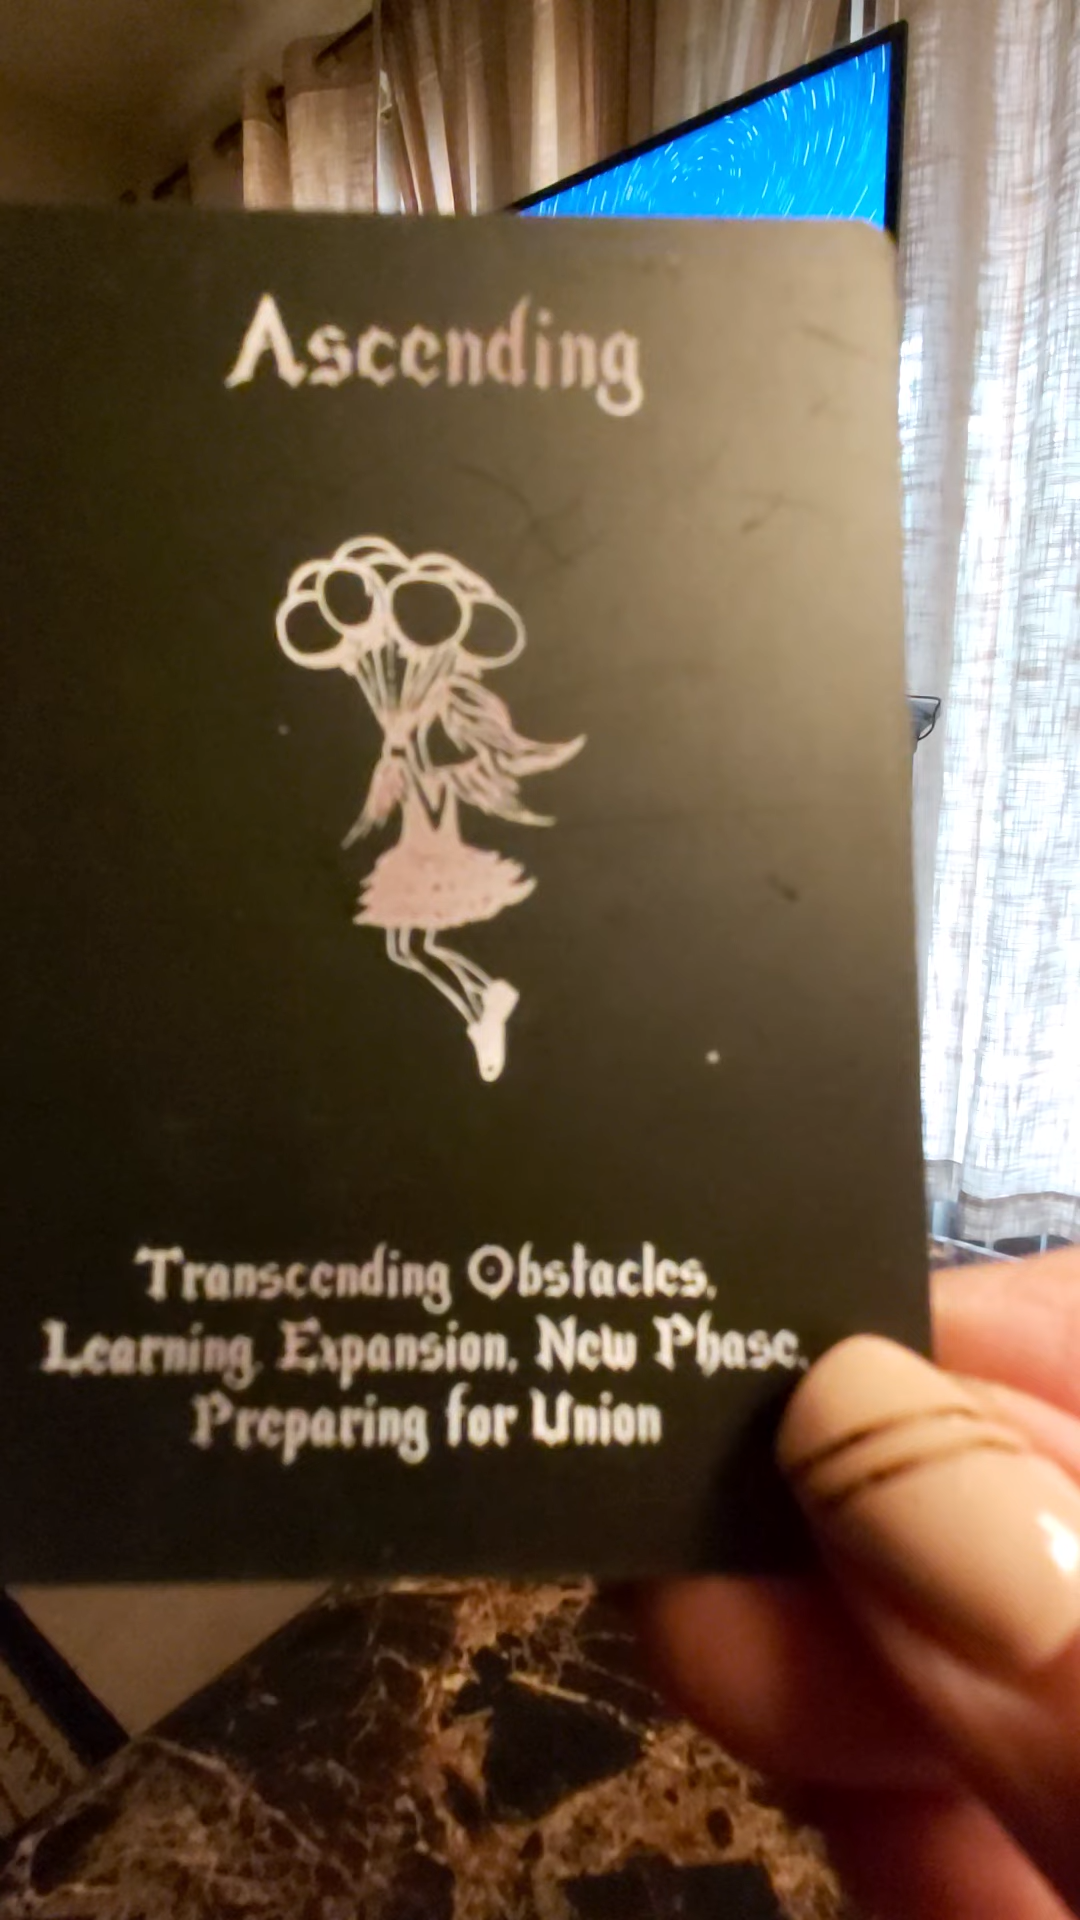 Ascending
Transcending Obstacles,
Learning, Expansion, New Phase,
Preparing for Union